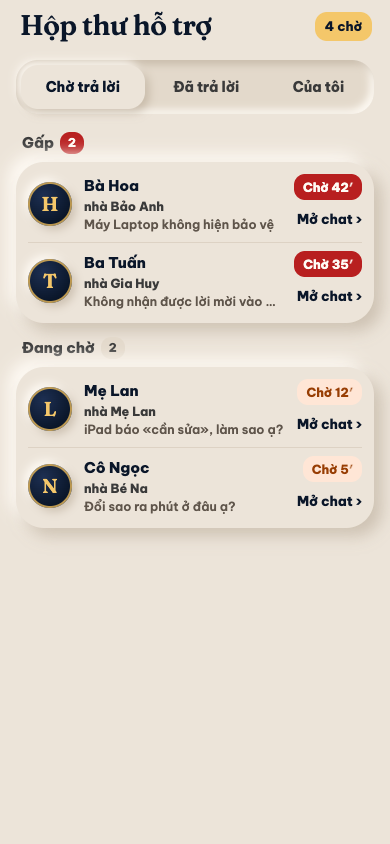 Hộp thư hỗ trợ
4 chờ
Chờ trả lời
Đã trả lời
Của tôi
Gấp 2
H
Bà Hoa
nhà Bảo Anh
Máy Laptop không hiện bảo vệ
Chờ 42′
Mở chat ›
T
Ba Tuấn
nhà Gia Huy
Không nhận được lời mời vào ...
Chờ 35′
Mở chat ›
Đang chờ 2
L
Mẹ Lan
nhà Mẹ Lan
iPad báo «cần sửa», làm sao ạ?
Chờ 12′
Mở chat ›
N
Cô Ngọc
nhà Bé Na
Đổi sao ra phút ở đâu ạ?
Chờ 5′
Mở chat ›